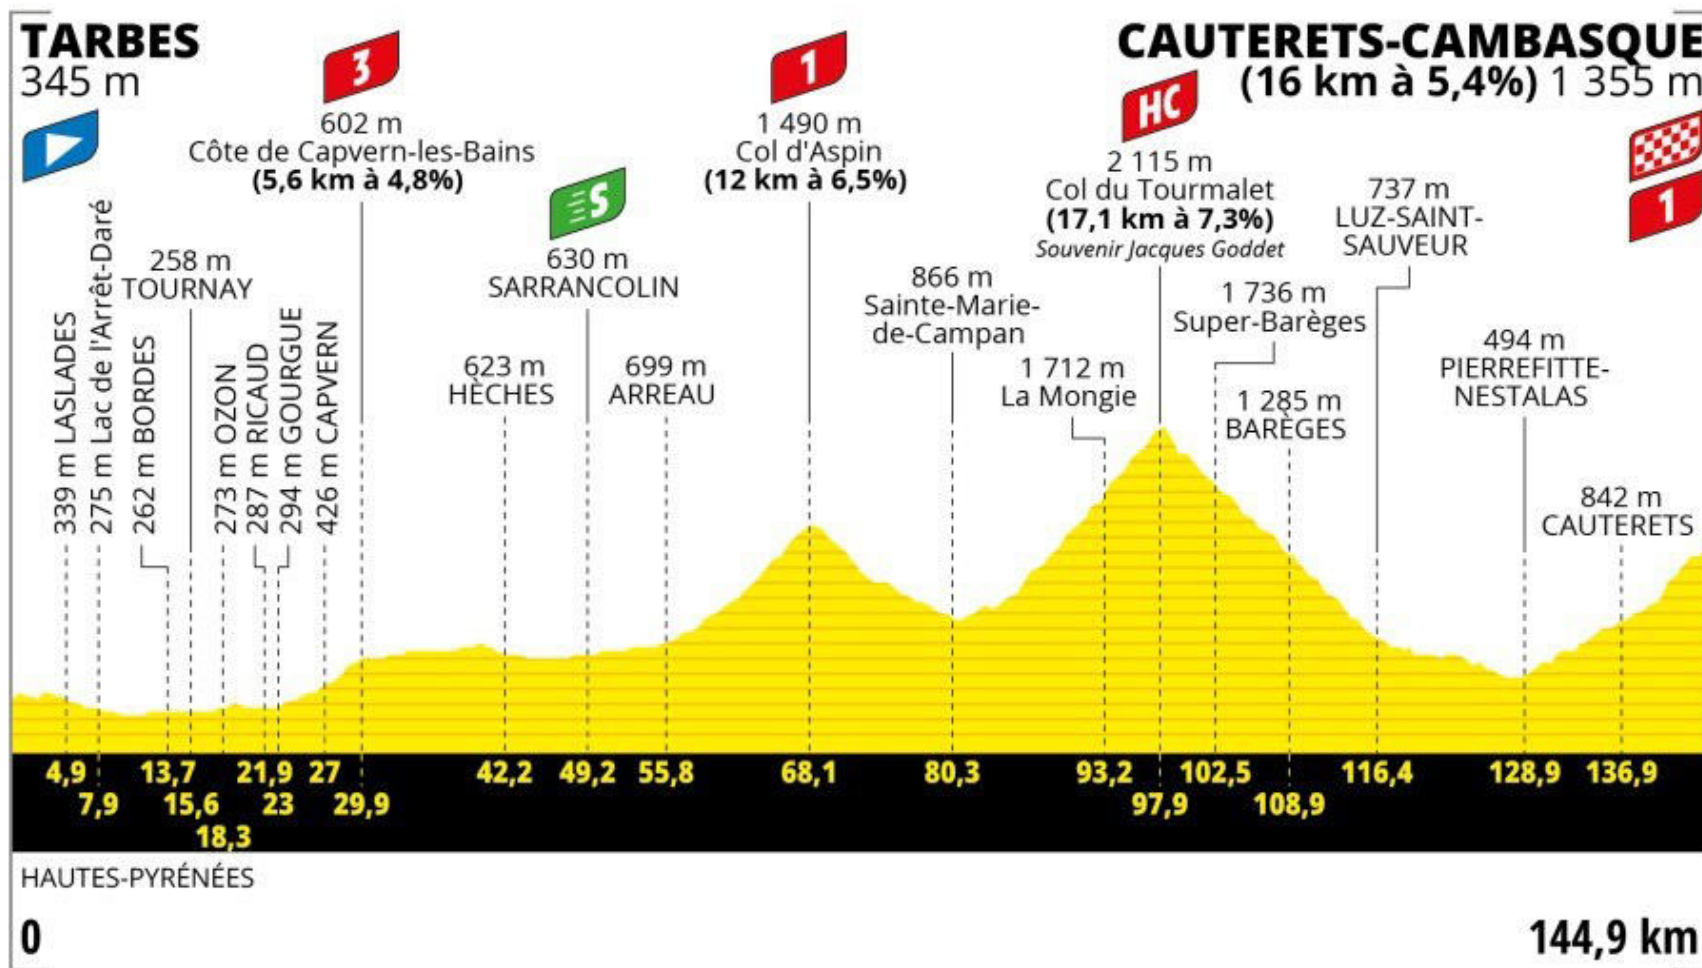 TARBES
345 m
CAUTERETS-CAMBASQUE
(16 km à 5,4%) 1 355 m
3
602 m
Côte de Capvern-les-Bains
(5,6 km à 4,8%)
1
1 490 m
Col d'Aspin
(12 km à 6,5%)
HC
2 115 m
Col du Tourmalet
(17,1 km à 7,3%)
Souvenir Jacques Goddet
1
S
630 m
SARRANCOLIN
737 m
LUZ-SAINT-
SAUVEUR
339 m LASLADES
275 m Lac de l'Arrêt-Daré
262 m BORDES
258 m
TOURNAY
273 m OZON
287 m RICAUD
294 m GOURGUE
426 m CAPVERN
623 m
HÈCHES
699 m
ARREAU
866 m
Sainte-Marie-
de-Campan
1 712 m
La Mongie
1 736 m
Super-Barèges
1 285 m
BARÈGES
494 m
PIERREFITTE-
NESTALAS
842 m
CAUTERETS
4,9 13,7 21,9 27 42,2 49,2 55,8 68,1 80,3 93,2 102,5 116,4 128,9 136,9
7,9 15,6 23 29,9 97,9 108,9
18,3
HAUTES-PYRÉNÉES
0 144,9 km